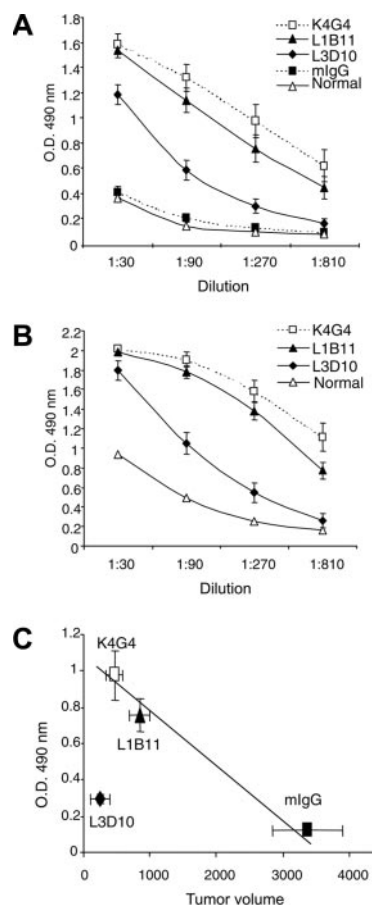 A
K4G4
L1B11
L3D10
mIgG
Normal
O.D. 490 nm
1.8
1.6
1.4
1.2
1
0.8
0.6
0.4
0.2
0
1:30 1:90 1:270 1:810
Dilution
B
K4G4
L1B11
L3D10
Normal
O.D. 490 nm
2.2
2
1.8
1.6
1.4
1.2
1
0.8
0.6
0.4
0.2
0
1:30 1:90 1:270 1:810
Dilution
C
O.D. 490 nm
1.2
1
0.8
0.6
0.4
0.2
0
K4G4
L1B11
L3D10
mIgG
0 1000 2000 3000 4000
Tumor volume